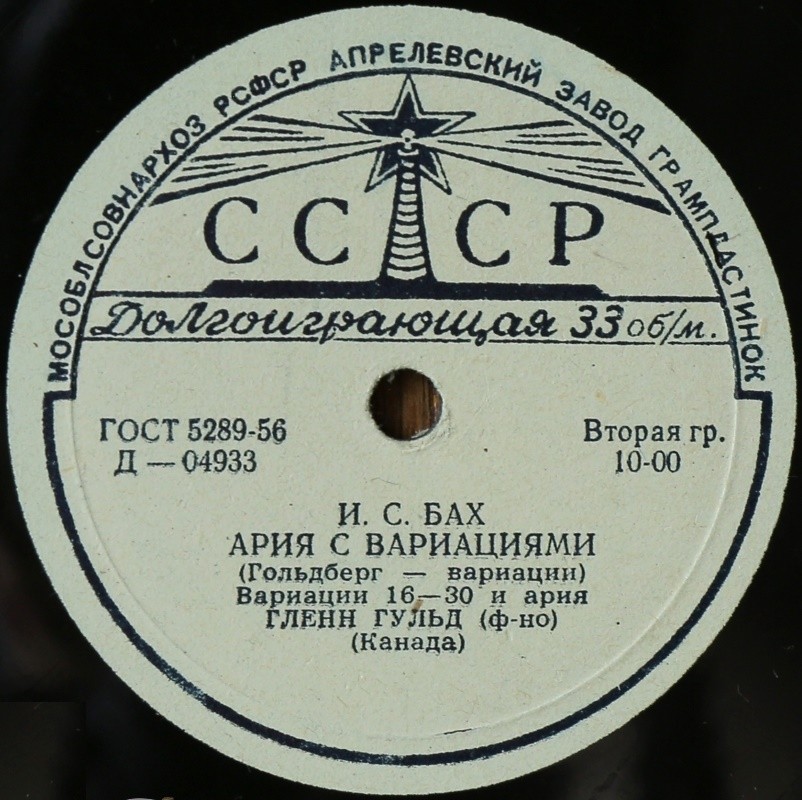 МОСОБЛСОВНАРХОЗ РСФСР АПРЕЛЕВСКИЙ ЗАВОД ГРАМПЛАСТИНОК
СССР
Долгоиграющая 33 об/м.
ГОСТ 5289-56
Д — 04933
Вторая гр.
10-00
И. С. БАХ
АРИЯ С ВАРИАЦИЯМИ
(Гольдберг — вариации)
Вариации 16—30 и ария
ГЛЕНН ГУЛЬД (ф-но)
(Канада)